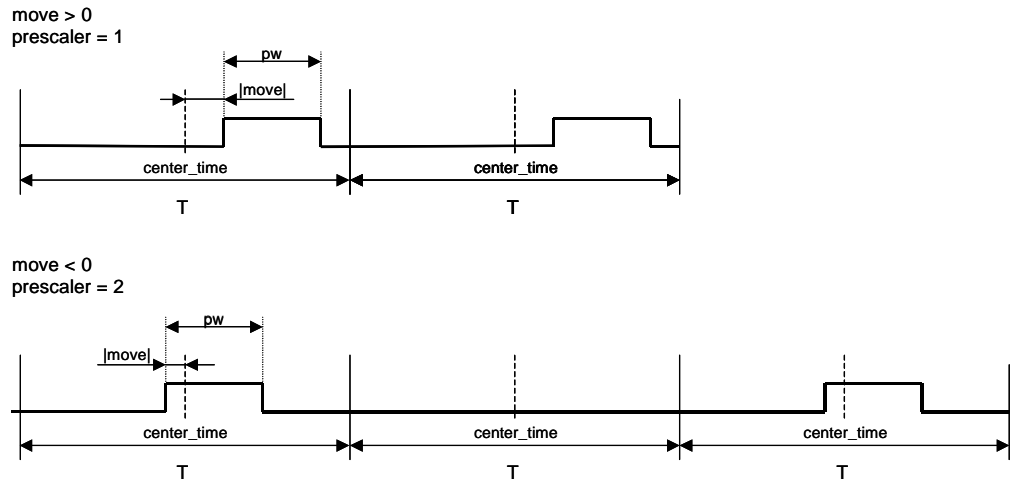 move > 0
prescaler = 1
pw
|move|
center_time
center_time
T
T
move < 0
prescaler = 2
pw
|move|
center_time
center_time
center_time
T
T
T